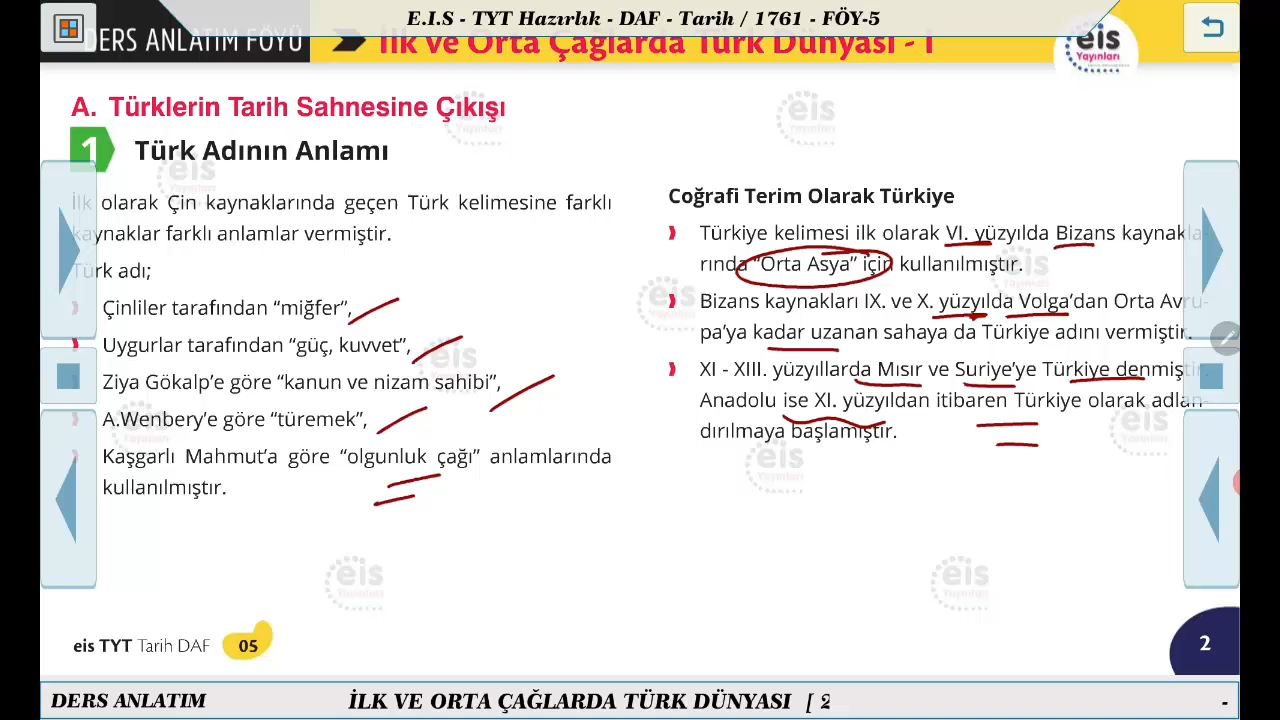 E.I.S - TYT Hazırlık - DAF - Tarih / 1761 - FÖY-5
DERS ANLATIM FÖYÜ
İlk ve Orta Çağlarda Türk Dünyası - I
eis
Yayınları
A. Türklerin Tarih Sahnesine Çıkışı
1 Türk Adının Anlamı
İlk olarak Çin kaynaklarında geçen Türk kelimesine farklı
kaynaklar farklı anlamlar vermiştir.
Türk adı;
Çinliler tarafından “miğfer”,
Uygurlar tarafından “güç, kuvvet”,
Ziya Gökalp’e göre “kanun ve nizam sahibi”,
A.Wenbery’e göre “türemek”,
Kaşgarlı Mahmut’a göre “olgunluk çağı” anlamlarında
kullanılmıştır.
Coğrafi Terim Olarak Türkiye
Türkiye kelimesi ilk olarak VI. yüzyılda Bizans kaynakla-
rında “Orta Asya” için kullanılmıştır.
Bizans kaynakları IX. ve X. yüzyılda Volga’dan Orta Avru-
pa’ya kadar uzanan sahaya da Türkiye adını vermiştir.
XI - XIII. yüzyıllarda Mısır ve Suriye’ye Türkiye denmiştir.
Anadolu ise XI. yüzyıldan itibaren Türkiye olarak adlan-
dırılmaya başlamıştır.
eis TYT Tarih DAF 05
2
DERS ANLATIM
İLK VE ORTA ÇAĞLARDA TÜRK DÜNYASI [ 2
-